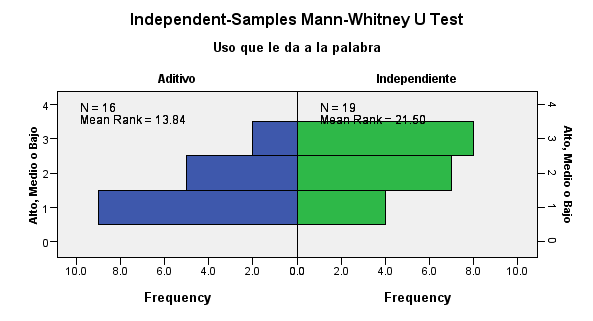 Independent-Samples Mann-Whitney U Test
Uso que le da a la palabra
Aditivo Independiente
N = 16 N = 19
Mean Rank = 13.84 Mean Rank = 21.50
Alto, Medio o Bajo
4 4
3 3
2 2
1 1
0 0
Alto, Medio o Bajo
10.0 8.0 6.0 4.0 2.0 0.0 0.0 2.0 4.0 6.0 8.0 10.0
Frequency Frequency